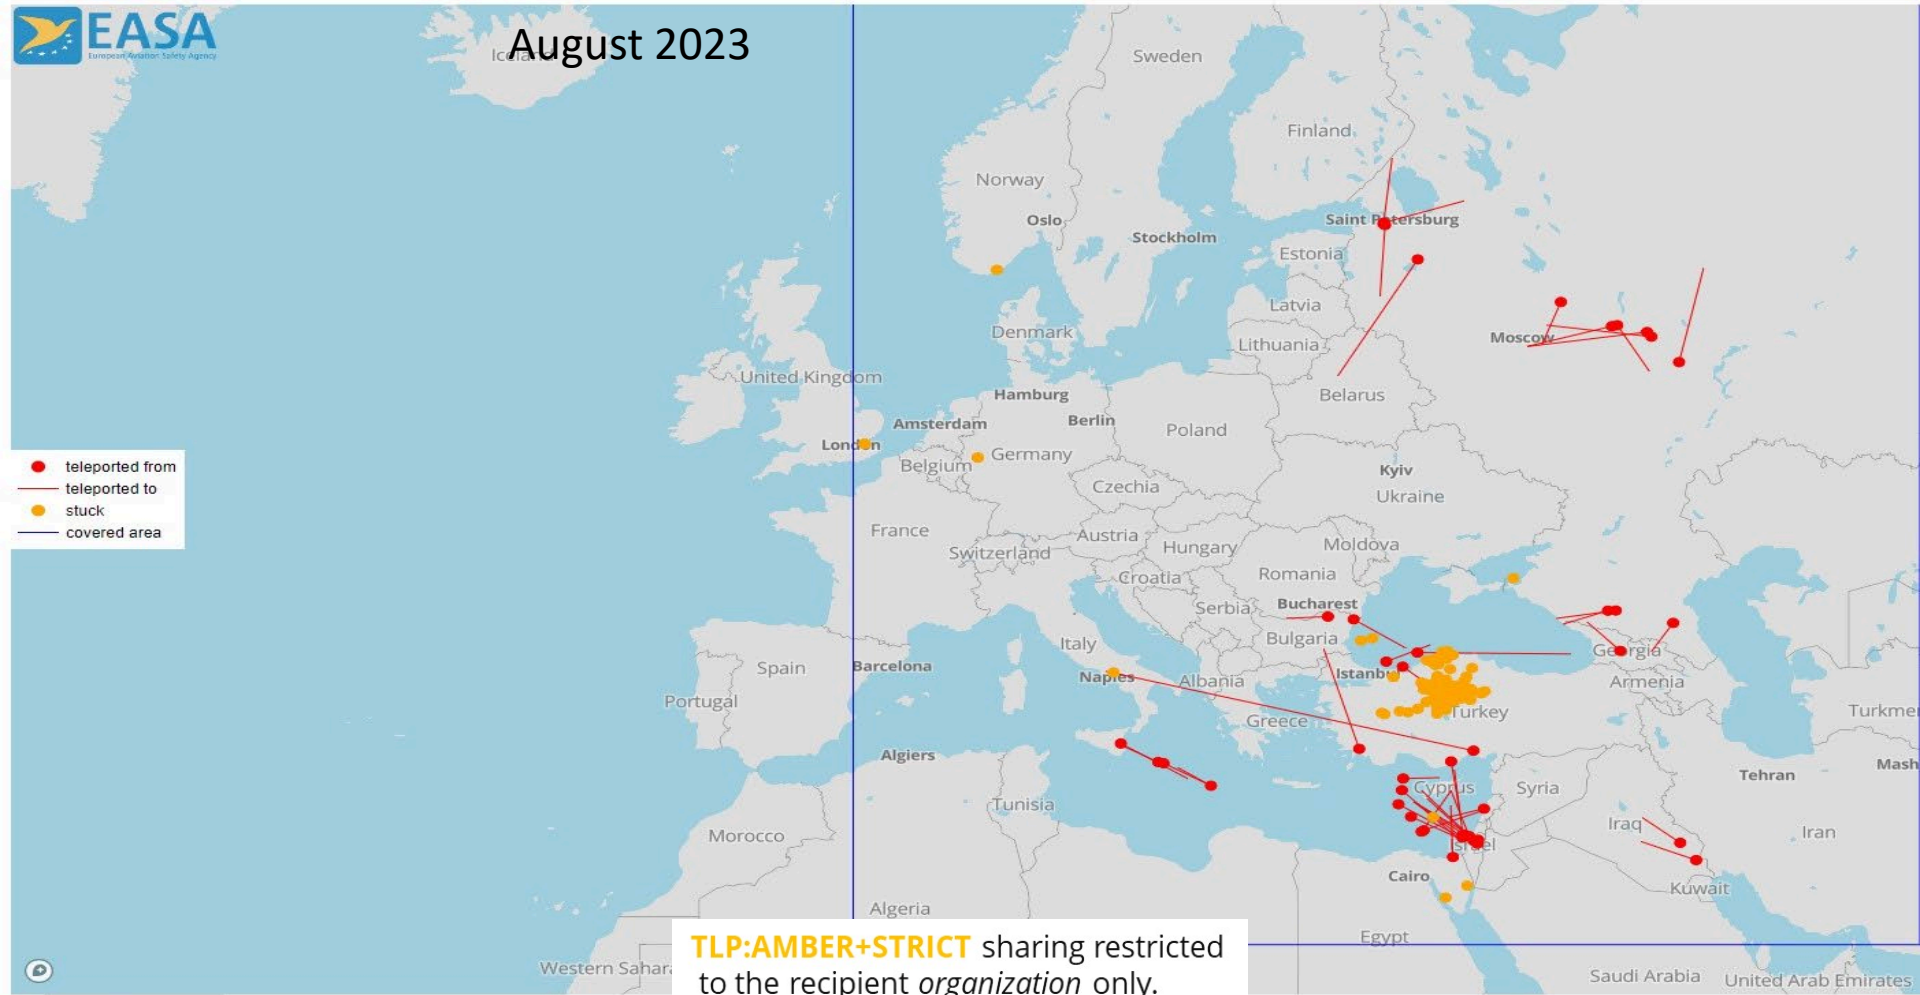 EASA
European Aviation Safety Agency
August 2023
Iceland
Sweden
Finland
Norway
Oslo
Saint Petersburg
Stockholm
Estonia
Latvia
Denmark
Moscow
Lithuania
United Kingdom
Hamburg
Belarus
Amsterdam
Berlin
Poland
London
Belgium
Germany
teleported from
teleported to
stuck
covered area
Kyiv
Czechia
Ukraine
France
Austria
Switzerland
Hungary
Moldova
Croatia
Romania
Serbia
Bucharest
Italy
Bulgaria
Georgia
Spain
Barcelona
Naples
Albania
Istanbu
Armenia
Portugal
Greece
Turkey
Turkme
Algiers
Tehran
Mash
Cyprus
Syria
Tunisia
Morocco
Iraq
Iran
Israel
Cairo
Kuwait
Algeria
Egypt
TLP:AMBER+STRICT sharing restricted
to the recipient organization only.
Western Sahar
Saudi Arabia
United Arab Emirates